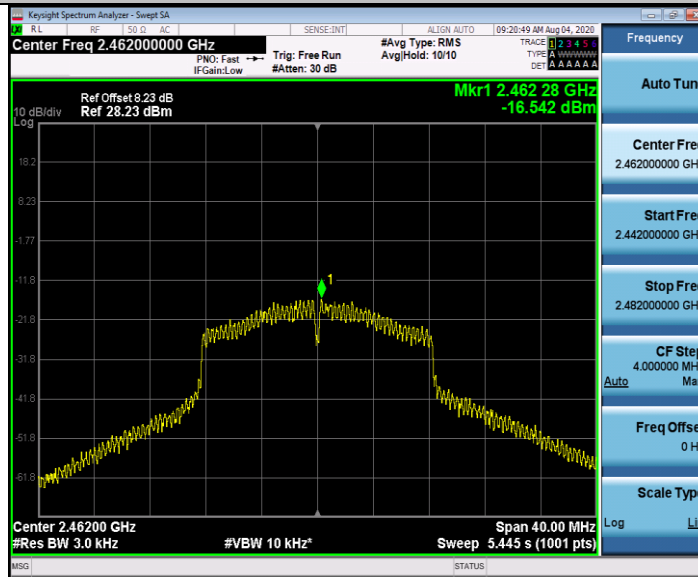 Keysight Spectrum Analyzer - Swept SA
RL RF 50 Ω AC SENSE:INT ALIGN AUTO 09:20:49 AM Aug 04, 2020
Center Freq 2.462000000 GHz
PNO: Fast
IFGain:Low
Trig: Free Run
#Atten: 30 dB
#Avg Type: RMS
Avg|Hold: 10/10
TRACE 1 2 3 4 5 6
TYPE A WWWWW
DET A A A A A A
Ref Offset 8.23 dB
Ref 28.23 dBm
10 dB/div
Log
Mkr1 2.462 28 GHz
-16.542 dBm
18.2
8.23
-1.77
-11.8
-21.8
-31.8
-41.8
-51.8
-61.8
1
Center 2.46200 GHz
#Res BW 3.0 kHz
#VBW 10 kHz*
Span 40.00 MHz
Sweep 5.445 s (1001 pts)
MSG
STATUS
Frequency
Auto Tun
Center Fre
2.462000000 GH
Start Fre
2.442000000 GH
Stop Fre
2.482000000 GH
CF Ste
4.000000 MH
Auto Ma
Freq Offse
0 H
Scale Typ
Log Li